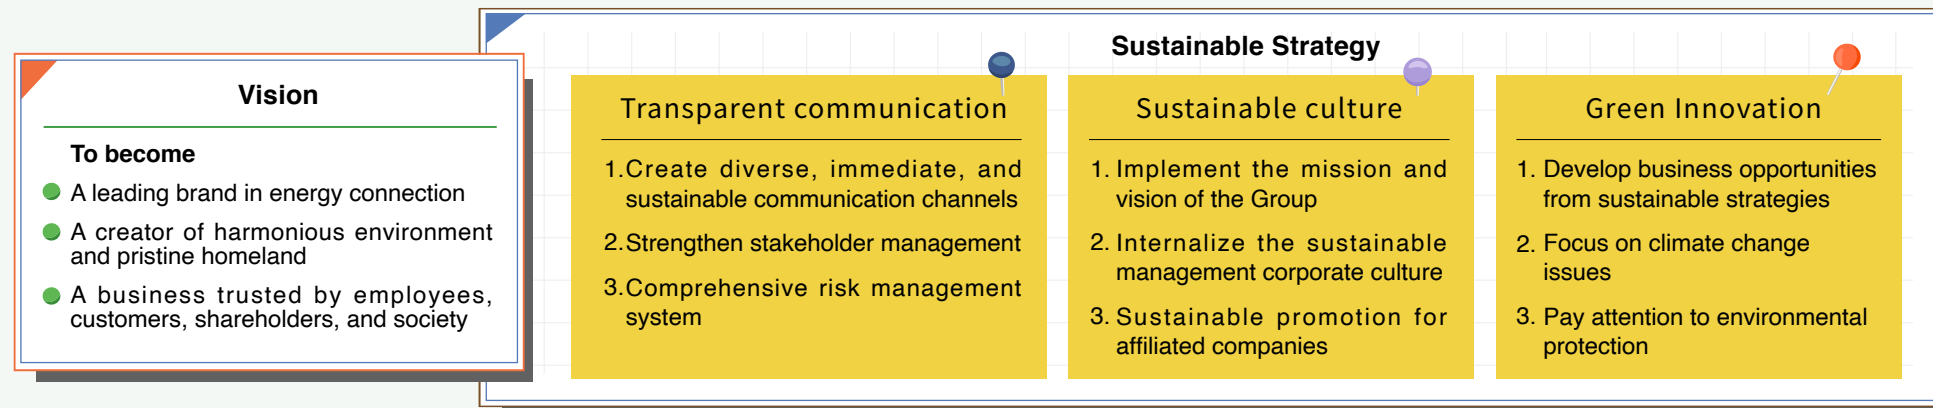 Vision
To become
A leading brand in energy connection
A creator of harmonious environment
and pristine homeland
A business trusted by employees,
customers, shareholders, and society
Sustainable Strategy
Transparent communication
1.Create diverse, immediate, and
sustainable communication channels
2.Strengthen stakeholder management
3.Comprehensive risk management
system
Sustainable culture
1. Implement the mission and
vision of the Group
2. Internalize the sustainable
management corporate culture
3. Sustainable promotion for
affiliated companies
Green Innovation
1. Develop business opportunities
from sustainable strategies
2. Focus on climate change
issues
3. Pay attention to environmental
protection